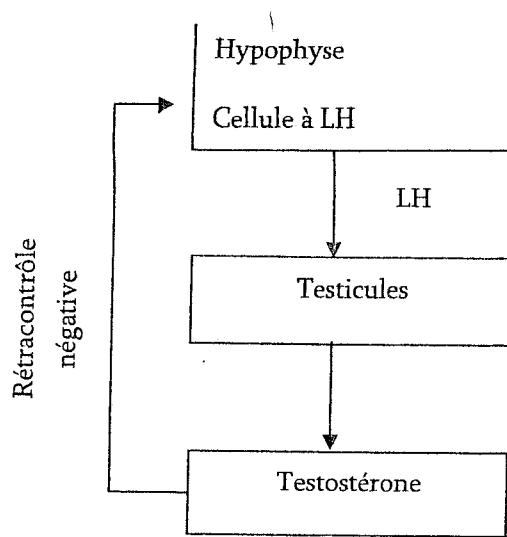 Hypophyse
Cellule à LH
LH
Testicules
Rétracontrôle
négative
Testostérone